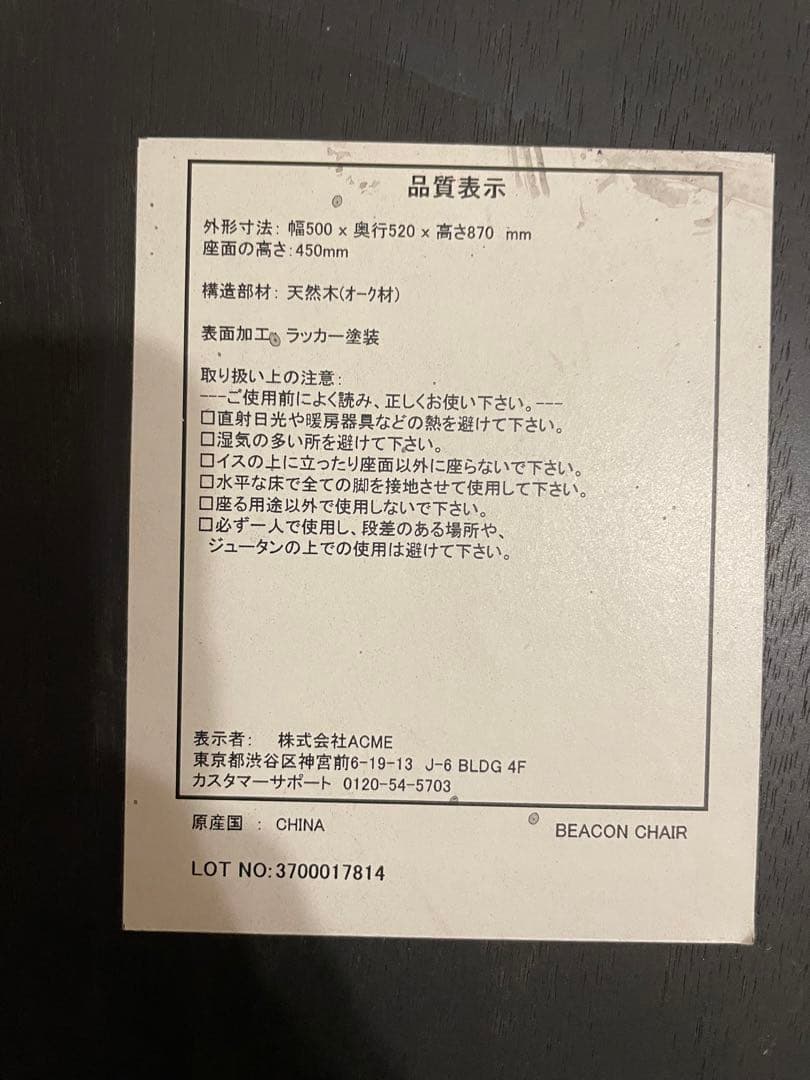 品質表示
外形寸法: 幅500 x 奥行520 x 高さ870 mm
座面の高さ:450mm
構造部材: 天然木(オーク材)
表面加工: ラッカー塗装
取り扱い上の注意:
---ご使用前によく読み、正しくお使い下さい。---
□直射日光や暖房器具などの熱を避けて下さい。
□湿気の多い所を避けて下さい。
□イスの上に立ったり座面以外に座らないで下さい。
□水平な床で全ての脚を接地させて使用して下さい。
□座る用途以外で使用しないで下さい。
□必ず一人で使用し、段差のある場所や、
ジュータンの上での使用は避けて下さい。
表示者: 株式会社ACME
東京都渋谷区神宮前6-19-13 J-6 BLDG 4F
カスタマーサポート 0120-54-5703
原産国 : CHINA
BEACON CHAIR
LOT NO:3700017814